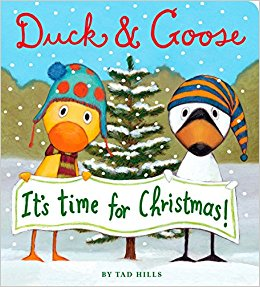 Duck & Goose
It's time for Christmas!
BY TAD HILLS